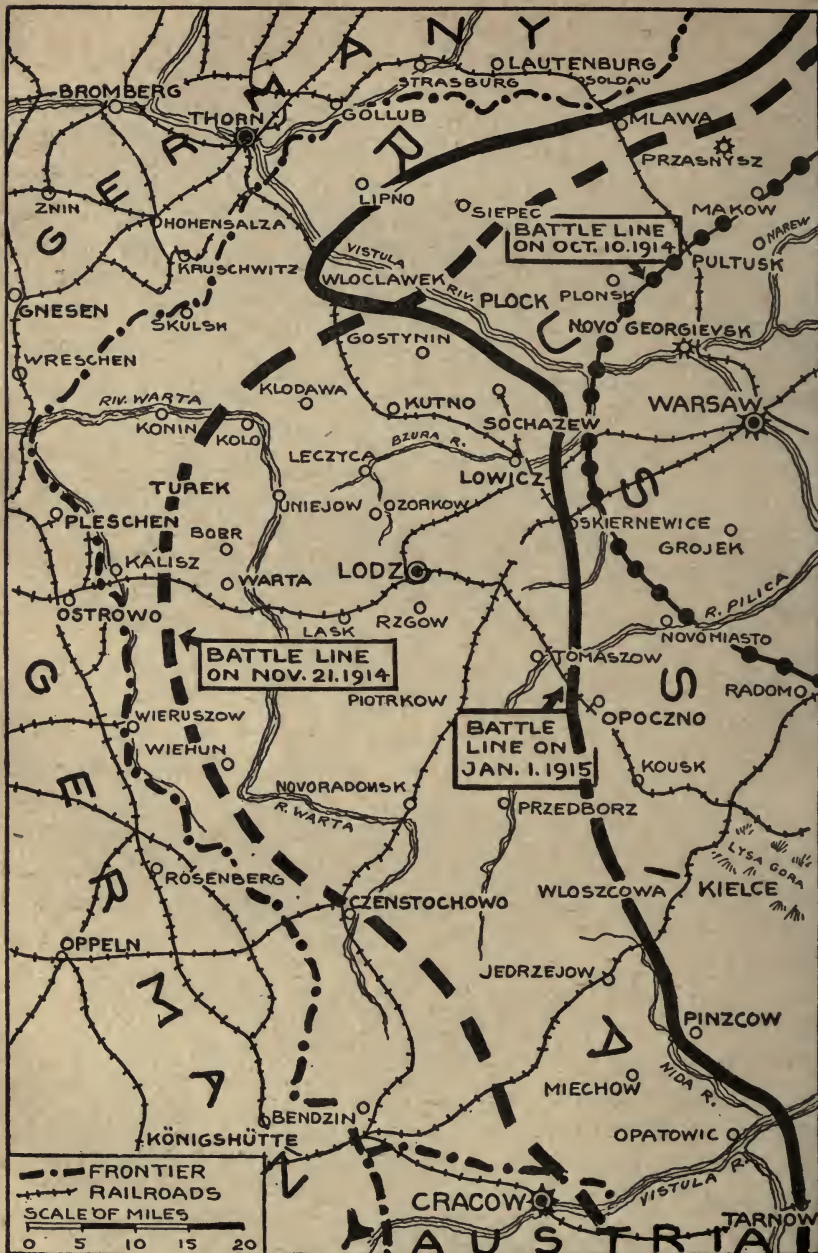 GERMANY
LAUTENBURG
STRASBURG
SOLDAU
BROMBERG
THORN
GOLLUB
MLAWA
PRZASNYSZ
ZNIN
LIPNO
SIEPEC
MAKOW
HOHENSALZA
BATTLE LINE
ON OCT. 10. 1914
NAREW
KRUSCHWITZ
VISTULA
RIV.
PULTUSK
GNESEN
WLOCLAWEK
PLOCK
PLONSK
SKULSK
NOVO GEORGIEVSK
GOSTYNIN
WRESCHEN
KLODAWA
RIV. WARTA
KUTNO
WARSAW
KONIN
KOLO
SOCHAZEW
BZURA R.
LECZYCA
LOWICZ
TUREK
UNIEJOW
OZORKOW
PLESCHEN
SKIERNEWICE
BOBR
GROJEK
KALISZ
LODZ
WARTA
OSTROWO
RZGOW
R. PILICA
LASK
NOVO MIASTO
BATTLE LINE
ON NOV. 21. 1914
TOMASZOW
RADOM
PIOTRKOW
OPOCZNO
WIERUSZOW
BATTLE
LINE ON
JAN. 1. 1915
WIEHUN
KOUSK
NOVORADOMSK
R. WARTA
PRZEDBORZ
LYSA GORA
ROSENBERG
WLOSZCOWA
KIELCE
CZENSTOCHOWO
OPPELN
JEDRZEJOW
PINZCOW
MIECHOW
NIDA R.
BENDZIN
KÖNIGSHÜTTE
OPATOWIC
VISTULA R.
CRACOW
TARNOW
GERMANY
RUSSIA
AUSTRIA
FRONTIER
RAILROADS
SCALE OF MILES
0 5 10 15 20